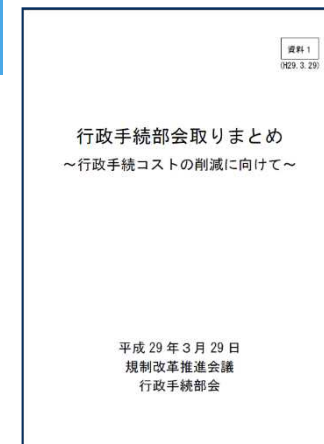 資料1
(H29.3.29)
行政手続部会取りまとめ
～行政手続コストの削減に向けて～
平成29年3月29日
規制改革推進会議
行政手続部会